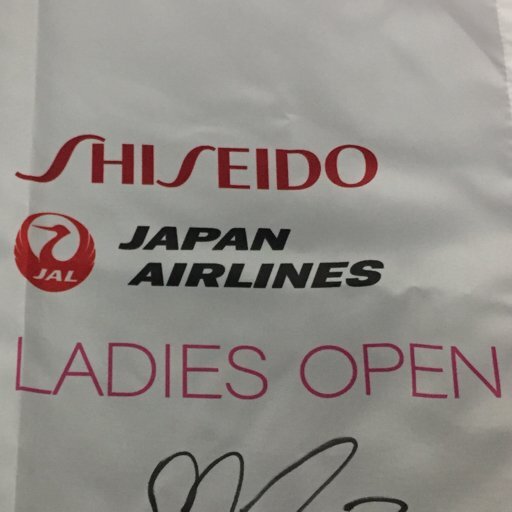 SHISEIDO
JAL
JAPAN
AIRLINES
LADIES OPEN